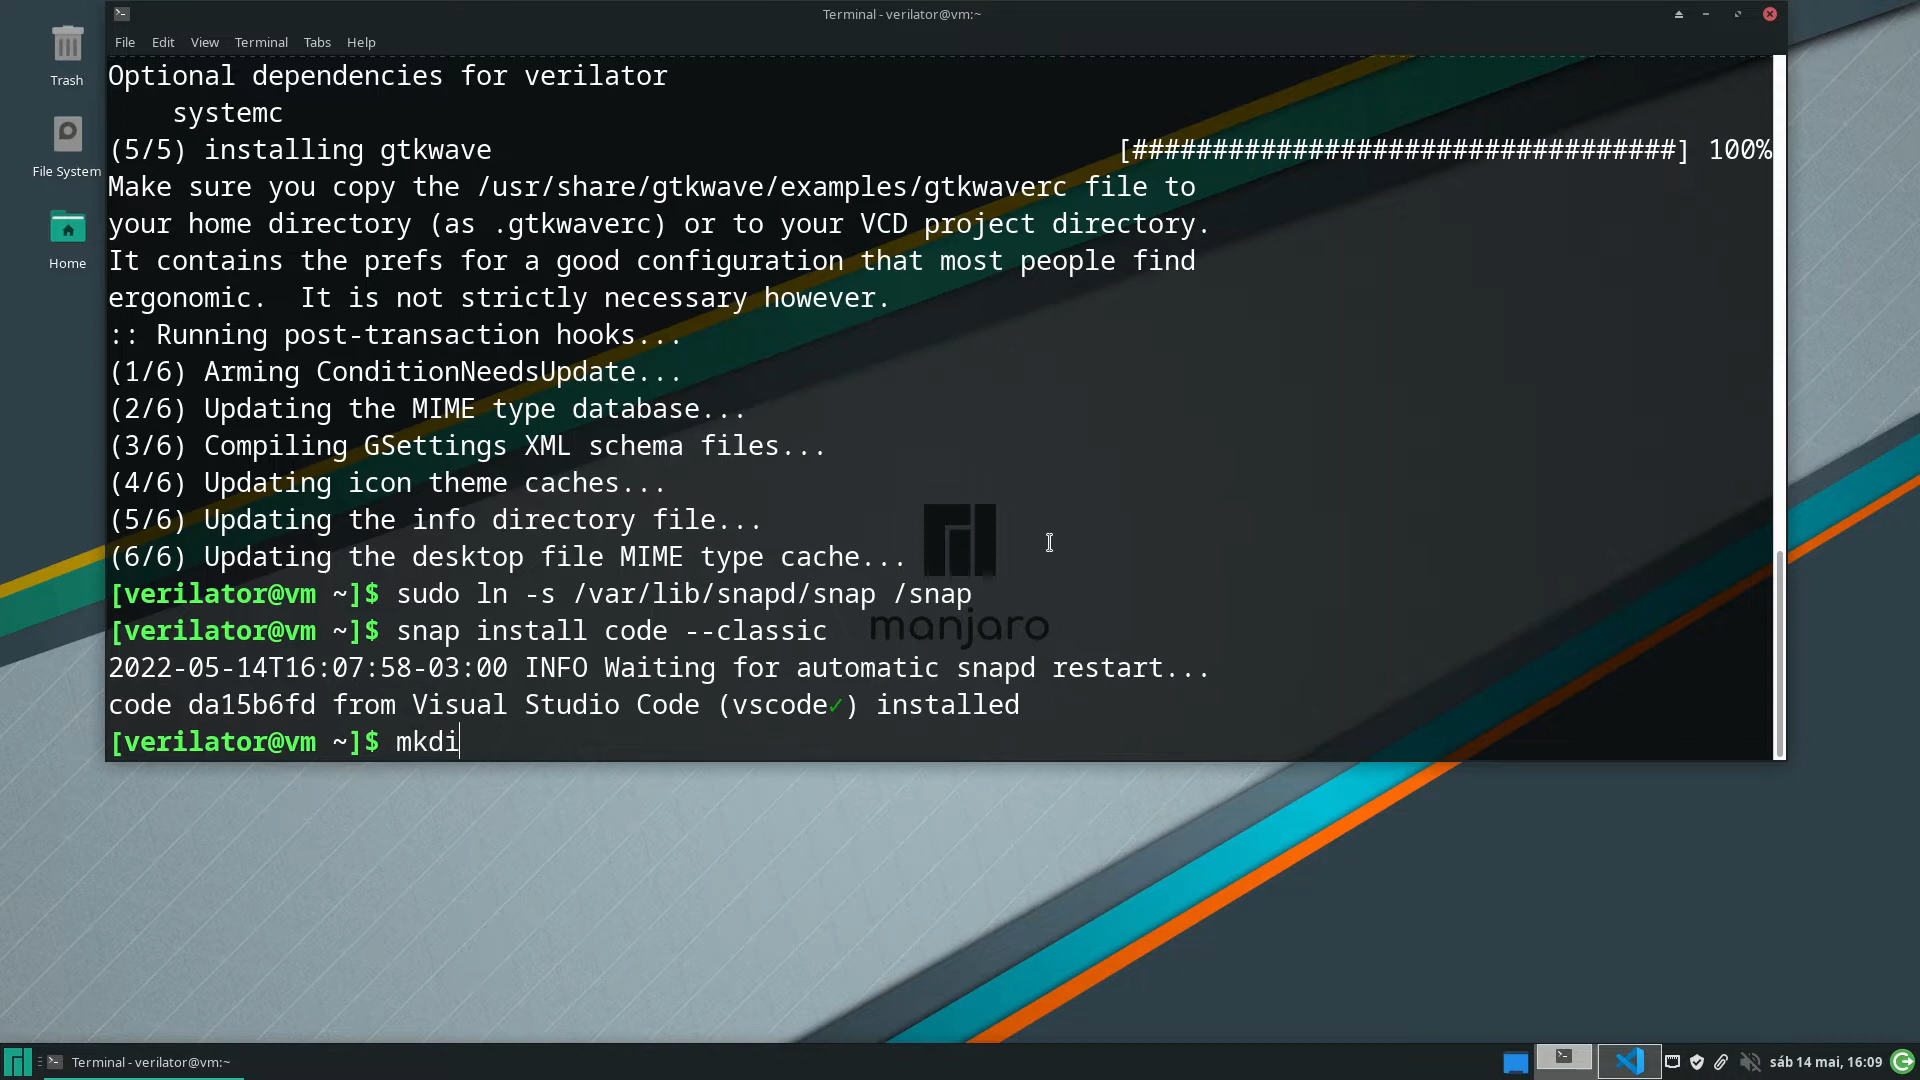 Terminal - verilator@vm:~
File Edit View Terminal Tabs Help
Trash
File System
Home
Optional dependencies for verilator
    systemc
(5/5) installing gtkwave [##################################] 100%
Make sure you copy the /usr/share/gtkwave/examples/gtkwaverc file to
your home directory (as .gtkwaverc) or to your VCD project directory.
It contains the prefs for a good configuration that most people find
ergonomic.  It is not strictly necessary however.
:: Running post-transaction hooks...
(1/6) Arming ConditionNeedsUpdate...
(2/6) Updating the MIME type database...
(3/6) Compiling GSettings XML schema files...
(4/6) Updating icon theme caches...
(5/6) Updating the info directory file...
(6/6) Updating the desktop file MIME type cache...
[verilator@vm ~]$ sudo ln -s /var/lib/snapd/snap /snap
[verilator@vm ~]$ snap install code --classic
2022-05-14T16:07:58-03:00 INFO Waiting for automatic snapd restart...
code da15b6fd from Visual Studio Code (vscode✓) installed
[verilator@vm ~]$ mkdi
manjaro
Terminal - verilator@vm:~
sáb 14 mai, 16:09